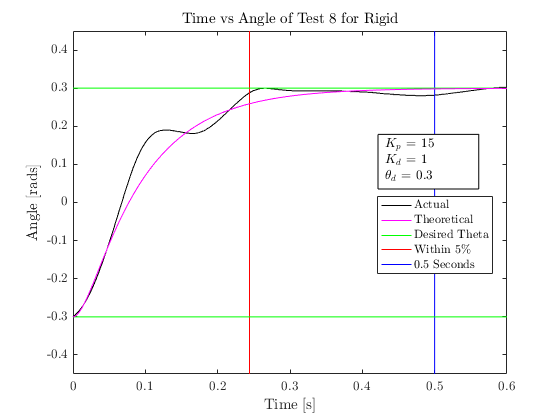 Time vs Angle of Test 8 for Rigid
Angle [rads]
0.4
0.3
0.2
0.1
0
-0.1
-0.2
-0.3
-0.4
K_p = 15
K_d = 1
θ_d = 0.3
Actual
Theoretical
Desired Theta
Within 5%
0.5 Seconds
0 0.1 0.2 0.3 0.4 0.5 0.6
Time [s]